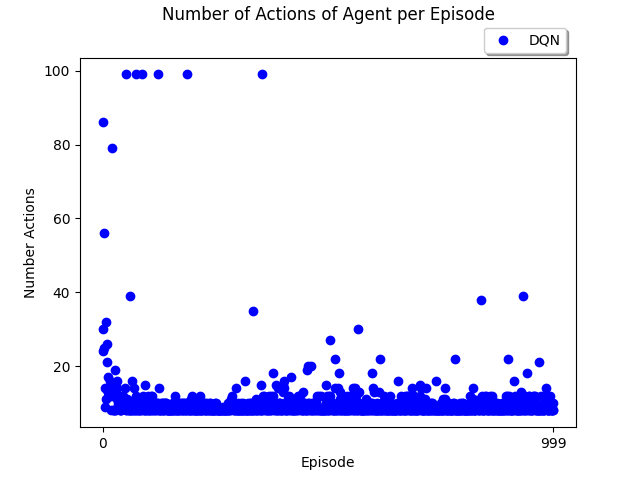 Number of Actions of Agent per Episode
DQN
100
80
60
40
20
Number Actions
0
999
Episode